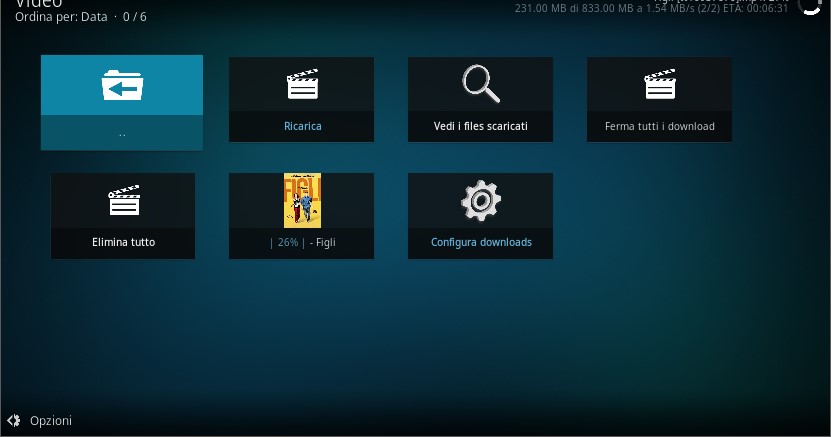 Video
Ordina per: Data · 0 / 6
231.00 MB di 833.00 MB a 1.54 MB/s (2/2) ETA: 00:06:31
..
Ricarica
Vedi i files scaricati
Ferma tutti i download
Elimina tutto
FIGLI
| 26% | - Figli
Configura downloads
Opzioni